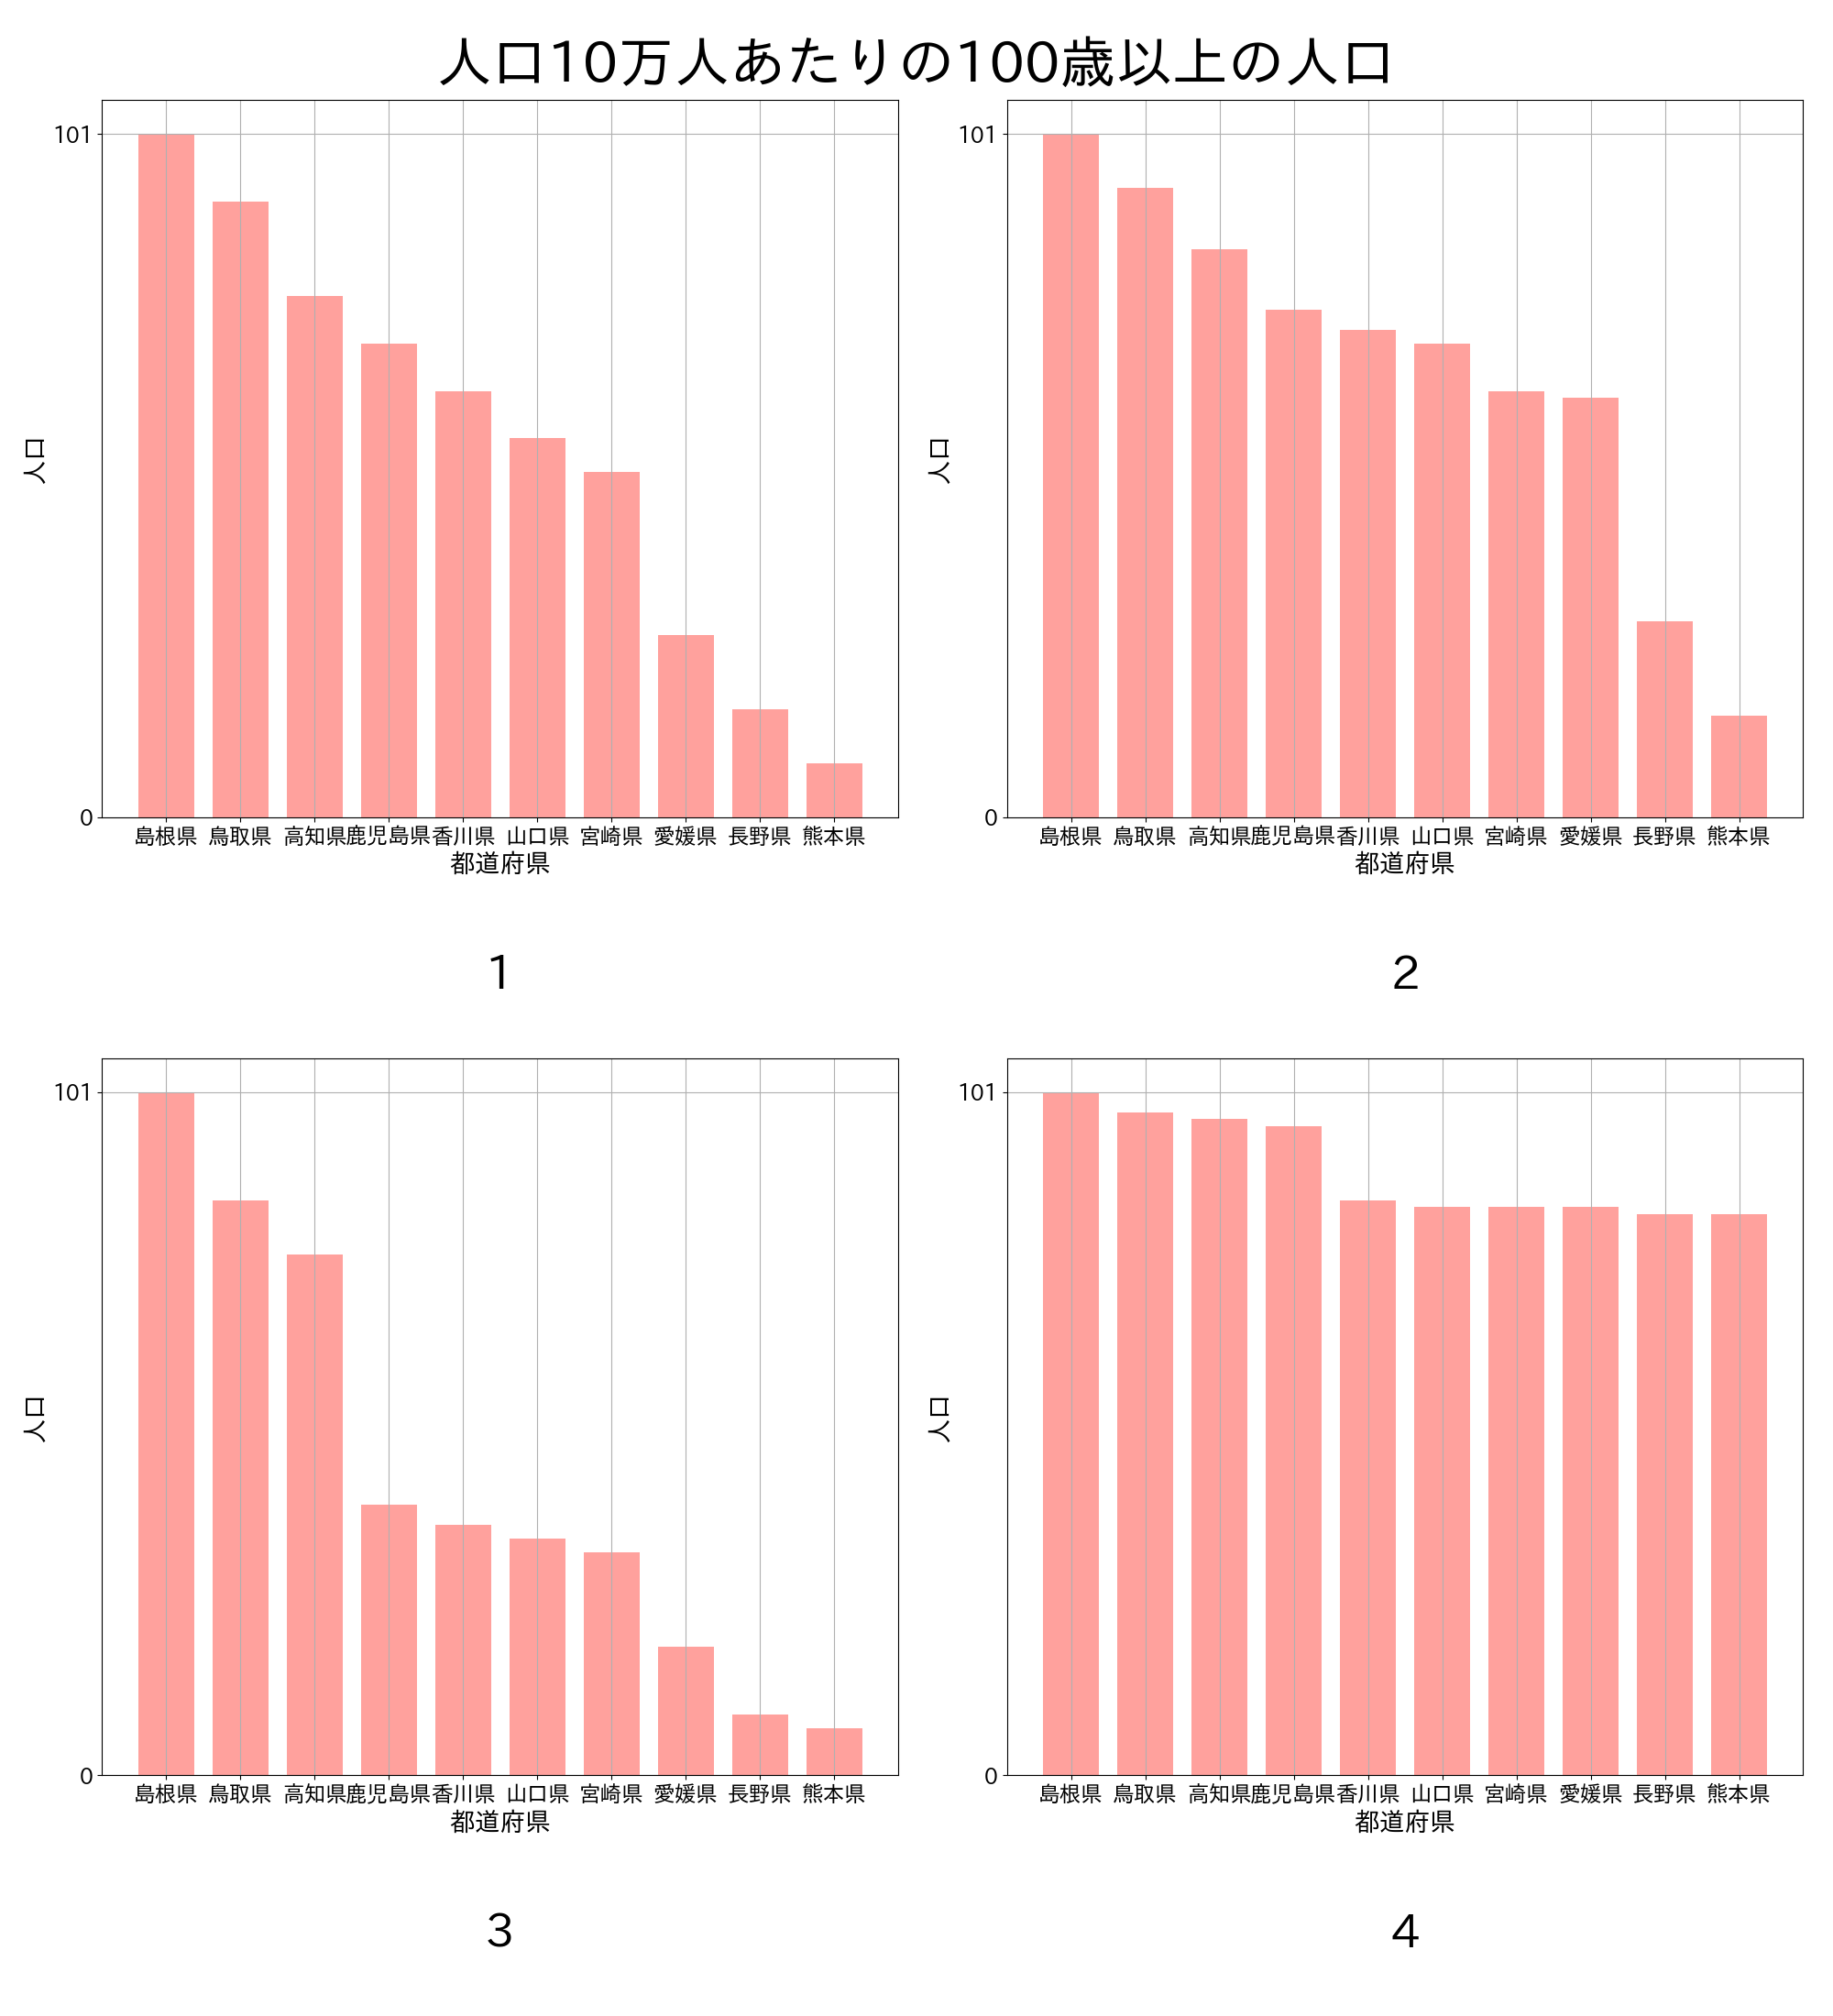 人口10万人あたりの100歳以上の人口
101
0
人口
島根県 鳥取県 高知県 鹿児島県 香川県 山口県 宮崎県 愛媛県 長野県 熊本県
都道府県
1
101
0
人口
島根県 鳥取県 高知県 鹿児島県 香川県 山口県 宮崎県 愛媛県 長野県 熊本県
都道府県
2
101
0
人口
島根県 鳥取県 高知県 鹿児島県 香川県 山口県 宮崎県 愛媛県 長野県 熊本県
都道府県
3
101
0
人口
島根県 鳥取県 高知県 鹿児島県 香川県 山口県 宮崎県 愛媛県 長野県 熊本県
都道府県
4